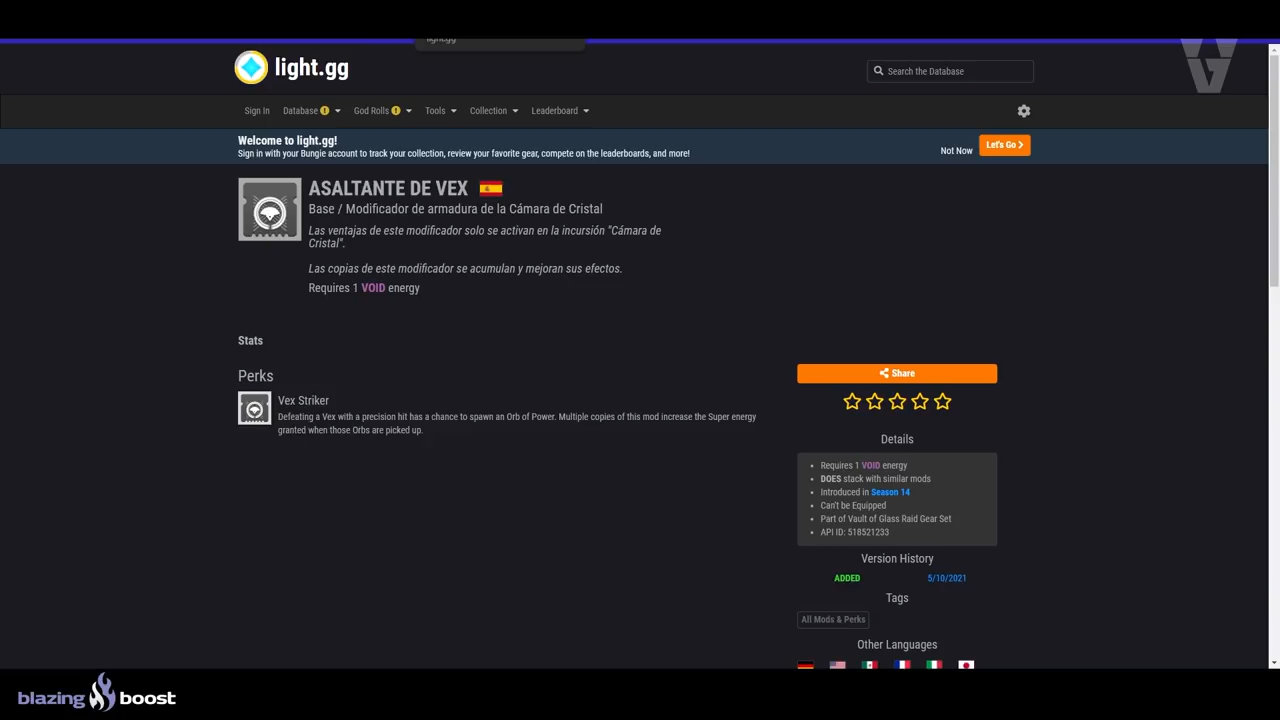 light.gg
light.gg
Search the Database
Sign In
Database
God Rolls
Tools
Collection
Leaderboard
Welcome to light.gg!
Sign in with your Bungie account to track your collection, review your favorite gear, compete on the leaderboards, and more!
Not Now
Let's Go
ASALTANTE DE VEX
Base / Modificador de armadura de la Cámara de Cristal
Las ventajas de este modificador solo se activan en la incursión "Cámara de
Cristal".
Las copias de este modificador se acumulan y mejoran sus efectos.
Requires 1 VOID energy
Stats
Perks
Vex Striker
Defeating a Vex with a precision hit has a chance to spawn an Orb of Power. Multiple copies of this mod increase the Super energy
granted when those Orbs are picked up.
Share
Details
Requires 1 VOID energy
DOES stack with similar mods
Introduced in Season 14
Can't be Equipped
Part of Vault of Glass Raid Gear Set
API ID: 518521233
Version History
ADDED 5/10/2021
Tags
All Mods & Perks
Other Languages
blazing boost